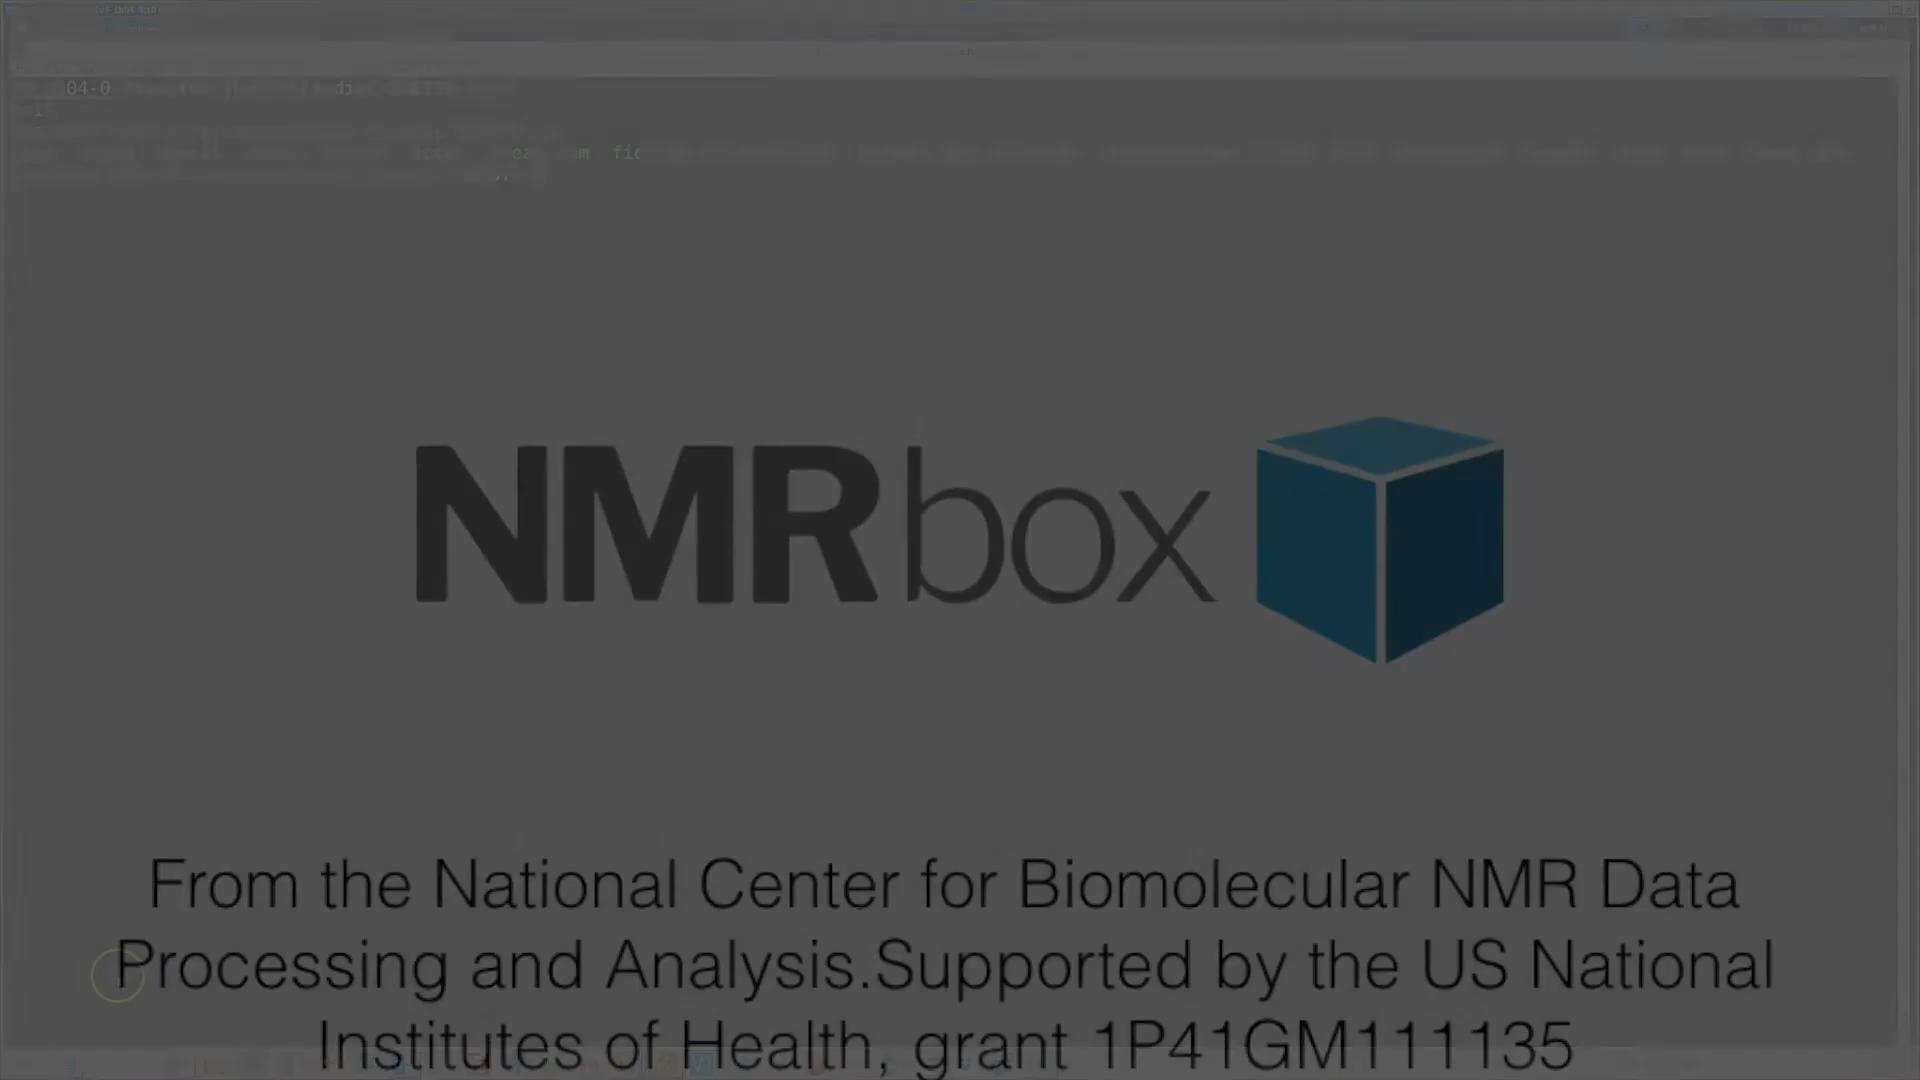 NMRbox
From the National Center for Biomolecular NMR Data
Processing and Analysis.Supported by the US National
Institutes of Health, grant 1P41GM111135